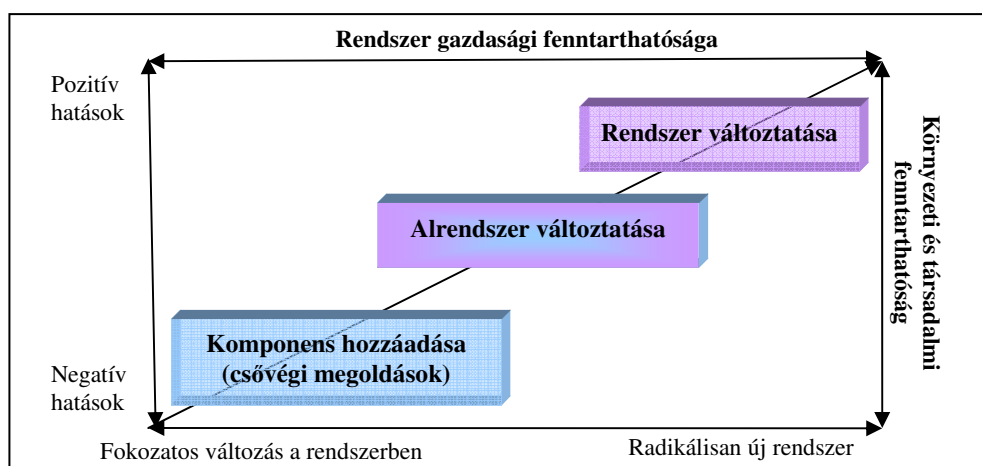 Rendszer gazdasági fenntarthatósága
Pozitív
hatások
Rendszer változtatása
Környezeti és társadalmi
fenntarthatóság
Alrendszer változtatása
Komponens hozzáadása
(csővégi megoldások)
Negatív
hatások
Fokozatos változás a rendszerben
Radikálisan új rendszer